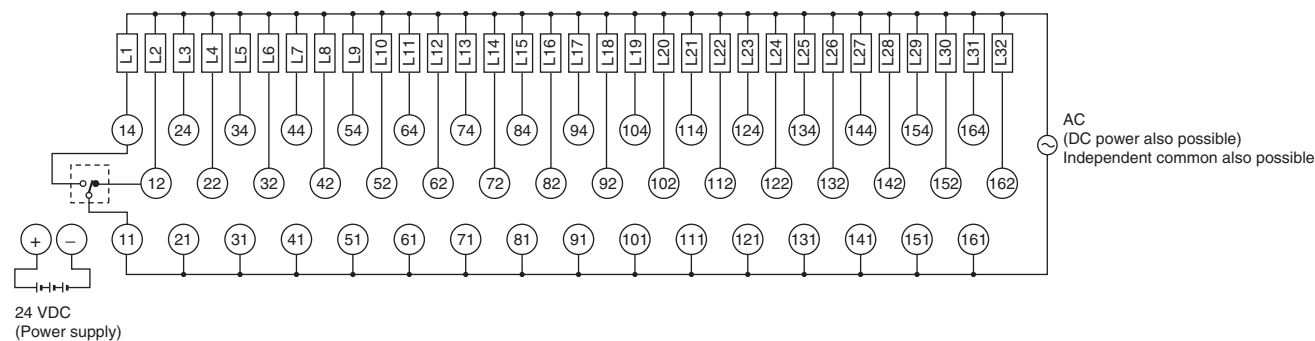 L1 L2 L3 L4 L5 L6 L7 L8 L9 L10 L11 L12 L13 L14 L15 L16 L17 L18 L19 L20 L21 L22 L23 L24 L25 L26 L27 L28 L29 L30 L31 L32
14 24 34 44 54 64 74 84 94 104 114 124 134 144 154 164
AC
(DC power also possible)
Independent common also possible
12 22 32 42 52 62 72 82 92 102 112 122 132 142 152 162
+ − 11 21 31 41 51 61 71 81 91 101 111 121 131 141 151 161
24 VDC
(Power supply)